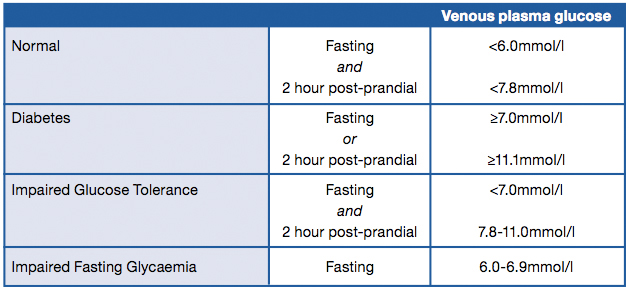 Venous plasma glucose
Normal Fasting <6.0mmol/l
and
2 hour post-prandial <7.8mmol/l
Diabetes Fasting ≥7.0mmol/l
or
2 hour post-prandial ≥11.1mmol/l
Impaired Glucose Tolerance Fasting <7.0mmol/l
and
2 hour post-prandial 7.8-11.0mmol/l
Impaired Fasting Glycaemia Fasting 6.0-6.9mmol/l